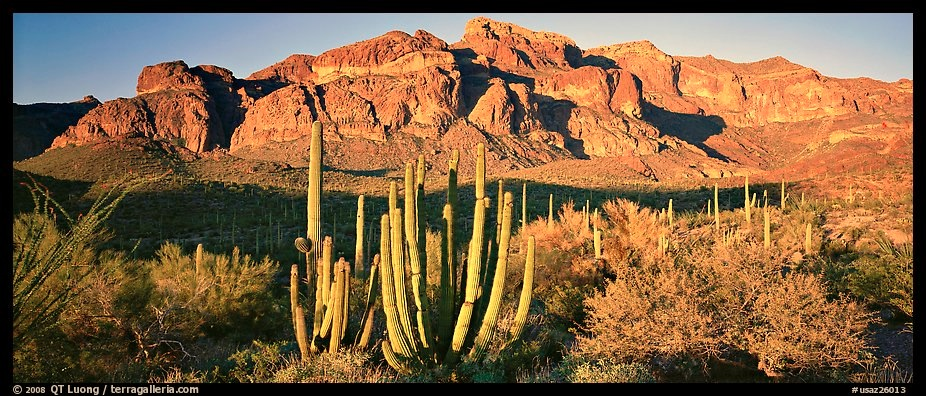 © 2008 QT Luong / terragalleria.com
#usaz26013